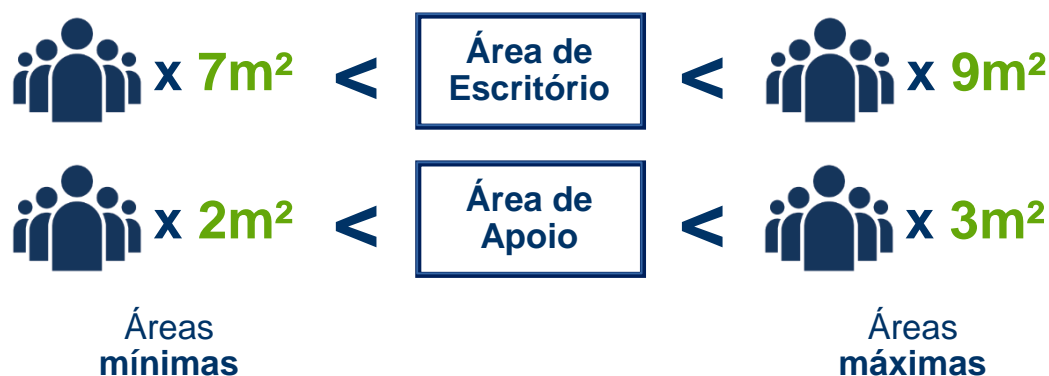 x 7m² < Área de Escritório < x 9m²
x 2m² < Área de Apoio < x 3m²
Áreas mínimas
Áreas máximas